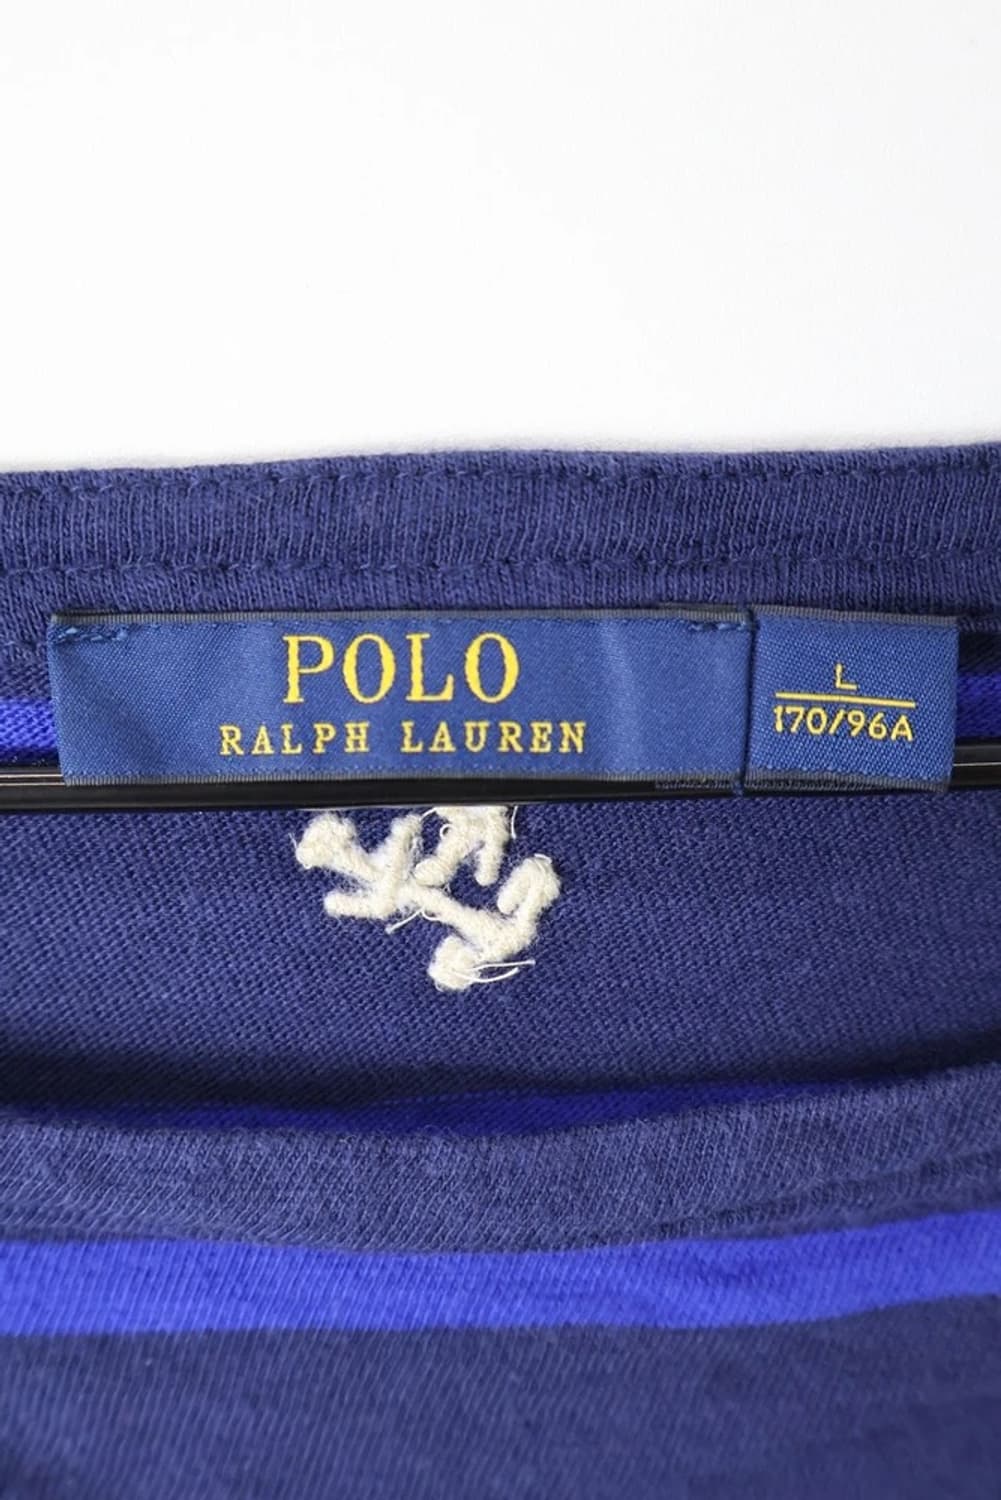 POLO
RALPH LAUREN
L
170/96A